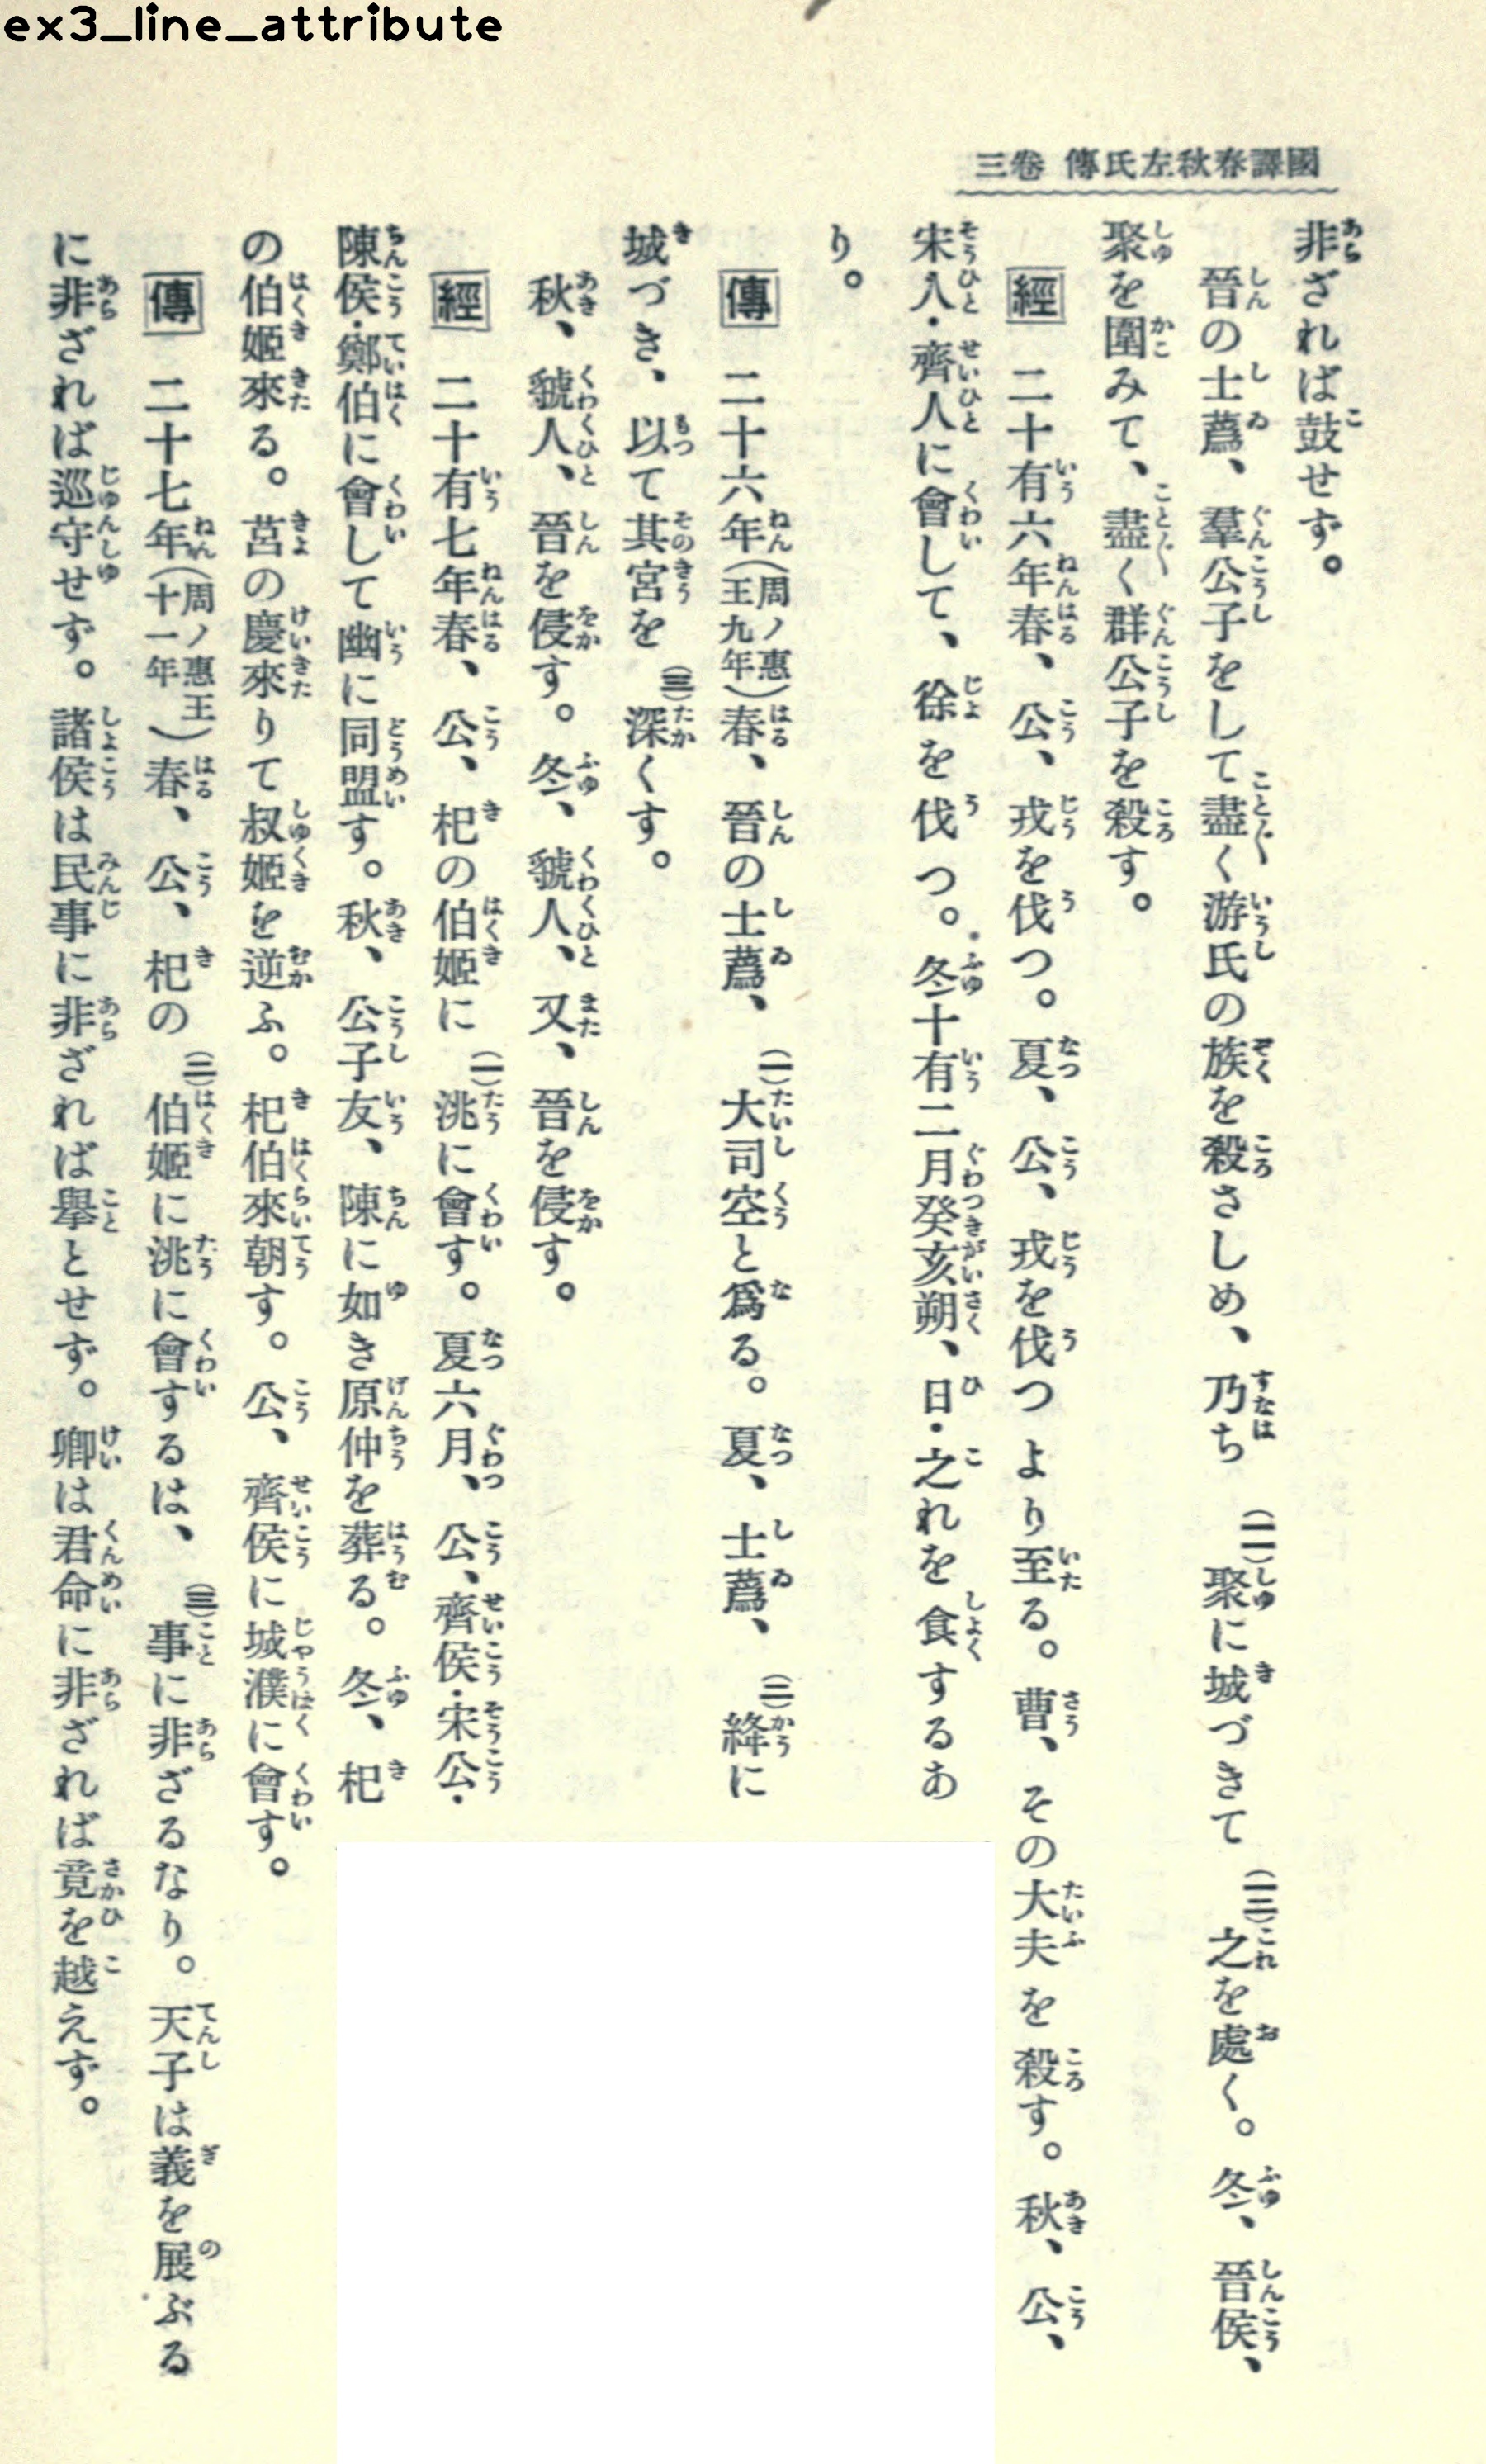 ex3_line_attribute
國譯春秋左氏傳 卷三
非ざれば鼓せず。
晉の士蔿、羣公子をして盡く游氏の族を殺さしめ、乃ち(二)聚に城づきて(三)之を處く。冬、晉侯、
聚を圍みて、盡く群公子を殺す。
經 二十有六年春、公、戎を伐つ。夏、公、戎を伐つより至る。曹、その大夫を殺す。秋、公、
宋人・齊人に會して、徐を伐つ。冬十有二月癸亥朔、日・之れを食するあ
り。
傳 二十六年(周ノ惠王九年)春、晉の士蔿、(一)大司空と爲る。夏、士蔿、(二)絳に
城づき、以て其宮を(三)深くす。
秋、虢人、晉を侵す。冬、虢人、又、晉を侵す。
經 二十有七年春、公、杞の伯姬に(一)洮に會す。夏六月、公、齊侯・宋公・
陳侯・鄭伯に會して幽に同盟す。秋、公子友、陳に如き原仲を葬る。冬、杞
の伯姬來る。莒の慶來りて叔姬を逆ふ。杞伯來朝す。公、齊侯に城濮に會す。
傳 二十七年(周ノ惠王十一年)春、公、杞の(二)伯姬に洮に會するは、(三)事に非ざるなり。天子は義を展ぶる
に非ざれば巡守せず。諸侯は民事に非ざれば擧とせず。卿は君命に非ざれば竟を越えず。